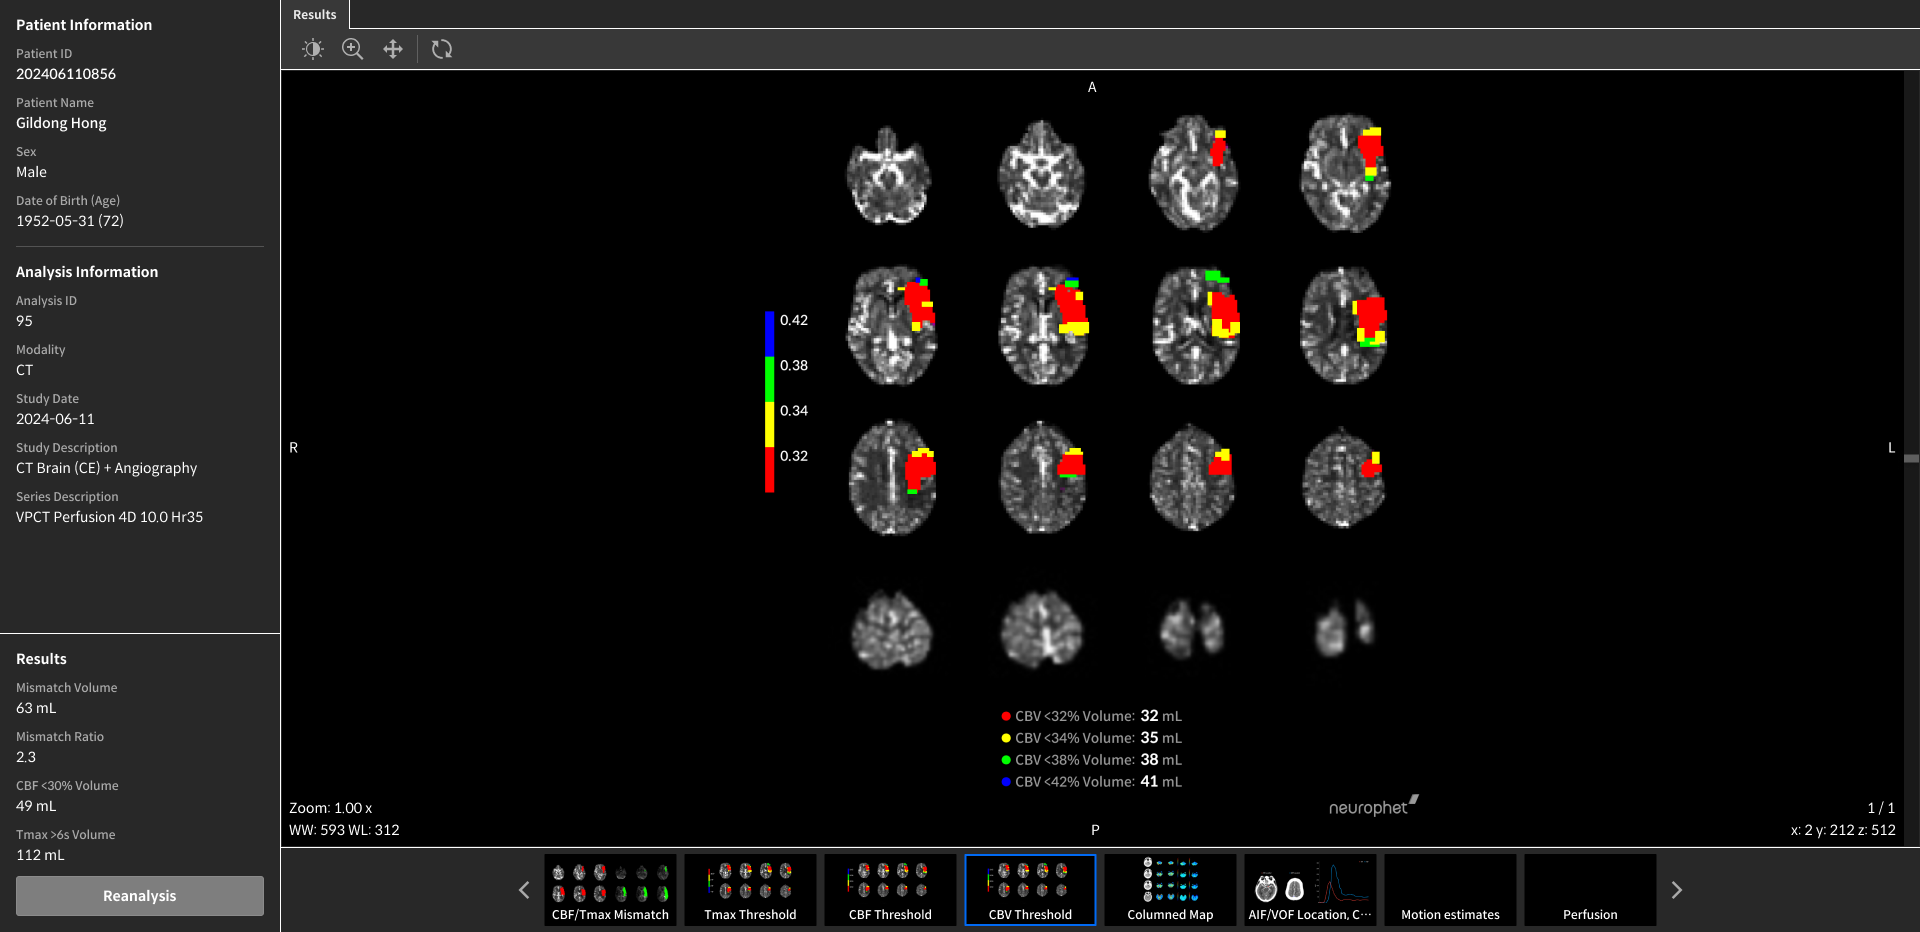 Patient Information
Patient ID
202406110856
Patient Name
Gildong Hong
Sex
Male
Date of Birth (Age)
1952-05-31 (72)
Analysis Information
Analysis ID
95
Modality
CT
Study Date
2024-06-11
Study Description
CT Brain (CE) + Angiography
Series Description
VPCT Perfusion 4D 10.0 Hr35
Results
Mismatch Volume
63 mL
Mismatch Ratio
2.3
CBF <30% Volume
49 mL
Tmax >6s Volume
112 mL
Reanalysis
Results
A
R
L
0.42
0.38
0.34
0.32
CBV <32% Volume: 32 mL
CBV <34% Volume: 35 mL
CBV <38% Volume: 38 mL
CBV <42% Volume: 41 mL
neurophet
Zoom: 1.00 x
WW: 593 WL: 312
P
1 / 1
x: 2 y: 212 z: 512
CBF/Tmax Mismatch
Tmax Threshold
CBF Threshold
CBV Threshold
Columned Map
AIF/VOF Location, C···
Motion estimates
Perfusion